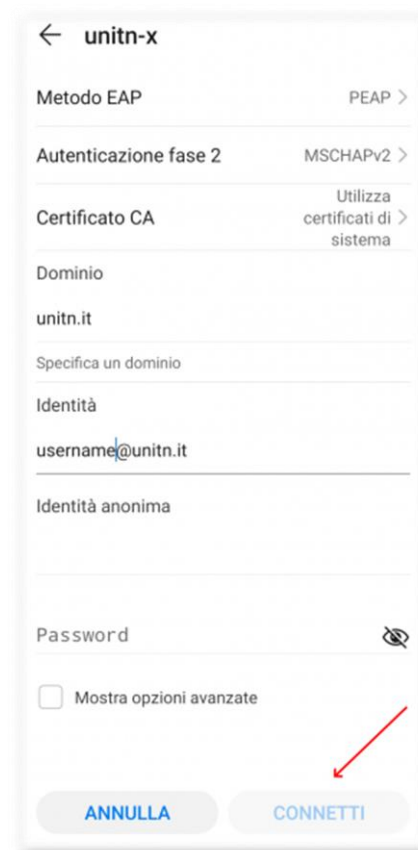 unitn-x
Metodo EAP PEAP
Autenticazione fase 2 MSCHAPv2
Utilizza
Certificato CA certificati di
sistema
Dominio
unitn.it
Specifica un dominio
Identità
username@unitn.it
Identità anonima
Password
Mostra opzioni avanzate
ANNULLA CONNETTI